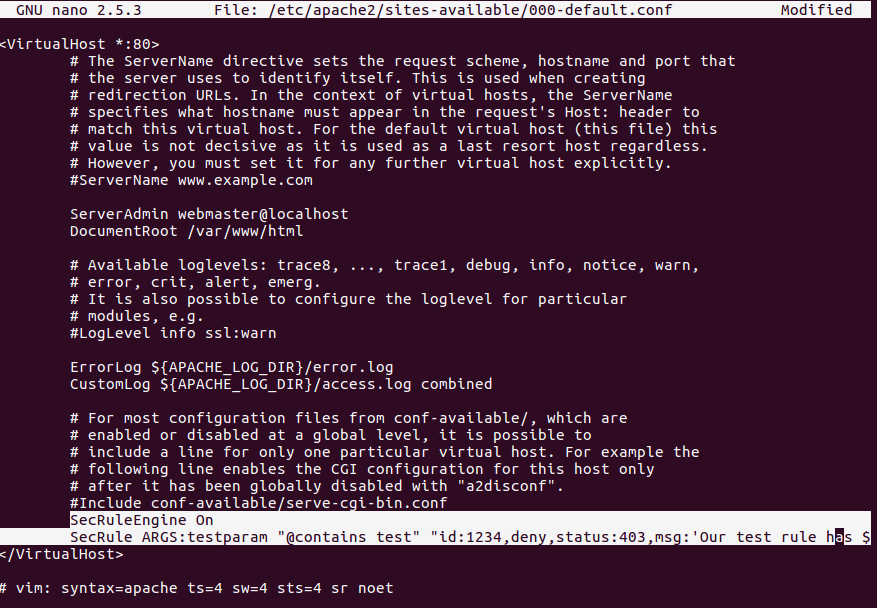 GNU nano 2.5.3 File: /etc/apache2/sites-available/000-default.conf Modified
<VirtualHost *:80>
# The ServerName directive sets the request scheme, hostname and port that
# the server uses to identify itself. This is used when creating
# redirection URLs. In the context of virtual hosts, the ServerName
# specifies what hostname must appear in the request's Host: header to
# match this virtual host. For the default virtual host (this file) this
# value is not decisive as it is used as a last resort host regardless.
# However, you must set it for any further virtual host explicitly.
#ServerName www.example.com
ServerAdmin webmaster@localhost
DocumentRoot /var/www/html
# Available loglevels: trace8, ..., trace1, debug, info, notice, warn,
# error, crit, alert, emerg.
# It is also possible to configure the loglevel for particular
# modules, e.g.
#LogLevel info ssl:warn
ErrorLog ${APACHE_LOG_DIR}/error.log
CustomLog ${APACHE_LOG_DIR}/access.log combined
# For most configuration files from conf-available/, which are
# enabled or disabled at a global level, it is possible to
# include a line for only one particular virtual host. For example the
# following line enables the CGI configuration for this host only
# after it has been globally disabled with "a2disconf".
#Include conf-available/serve-cgi-bin.conf
SecRuleEngine On
SecRule ARGS:testparam "@contains test" "id:1234,deny,status:403,msg:'Our test rule has $
</VirtualHost>
# vim: syntax=apache ts=4 sw=4 sts=4 sr noet